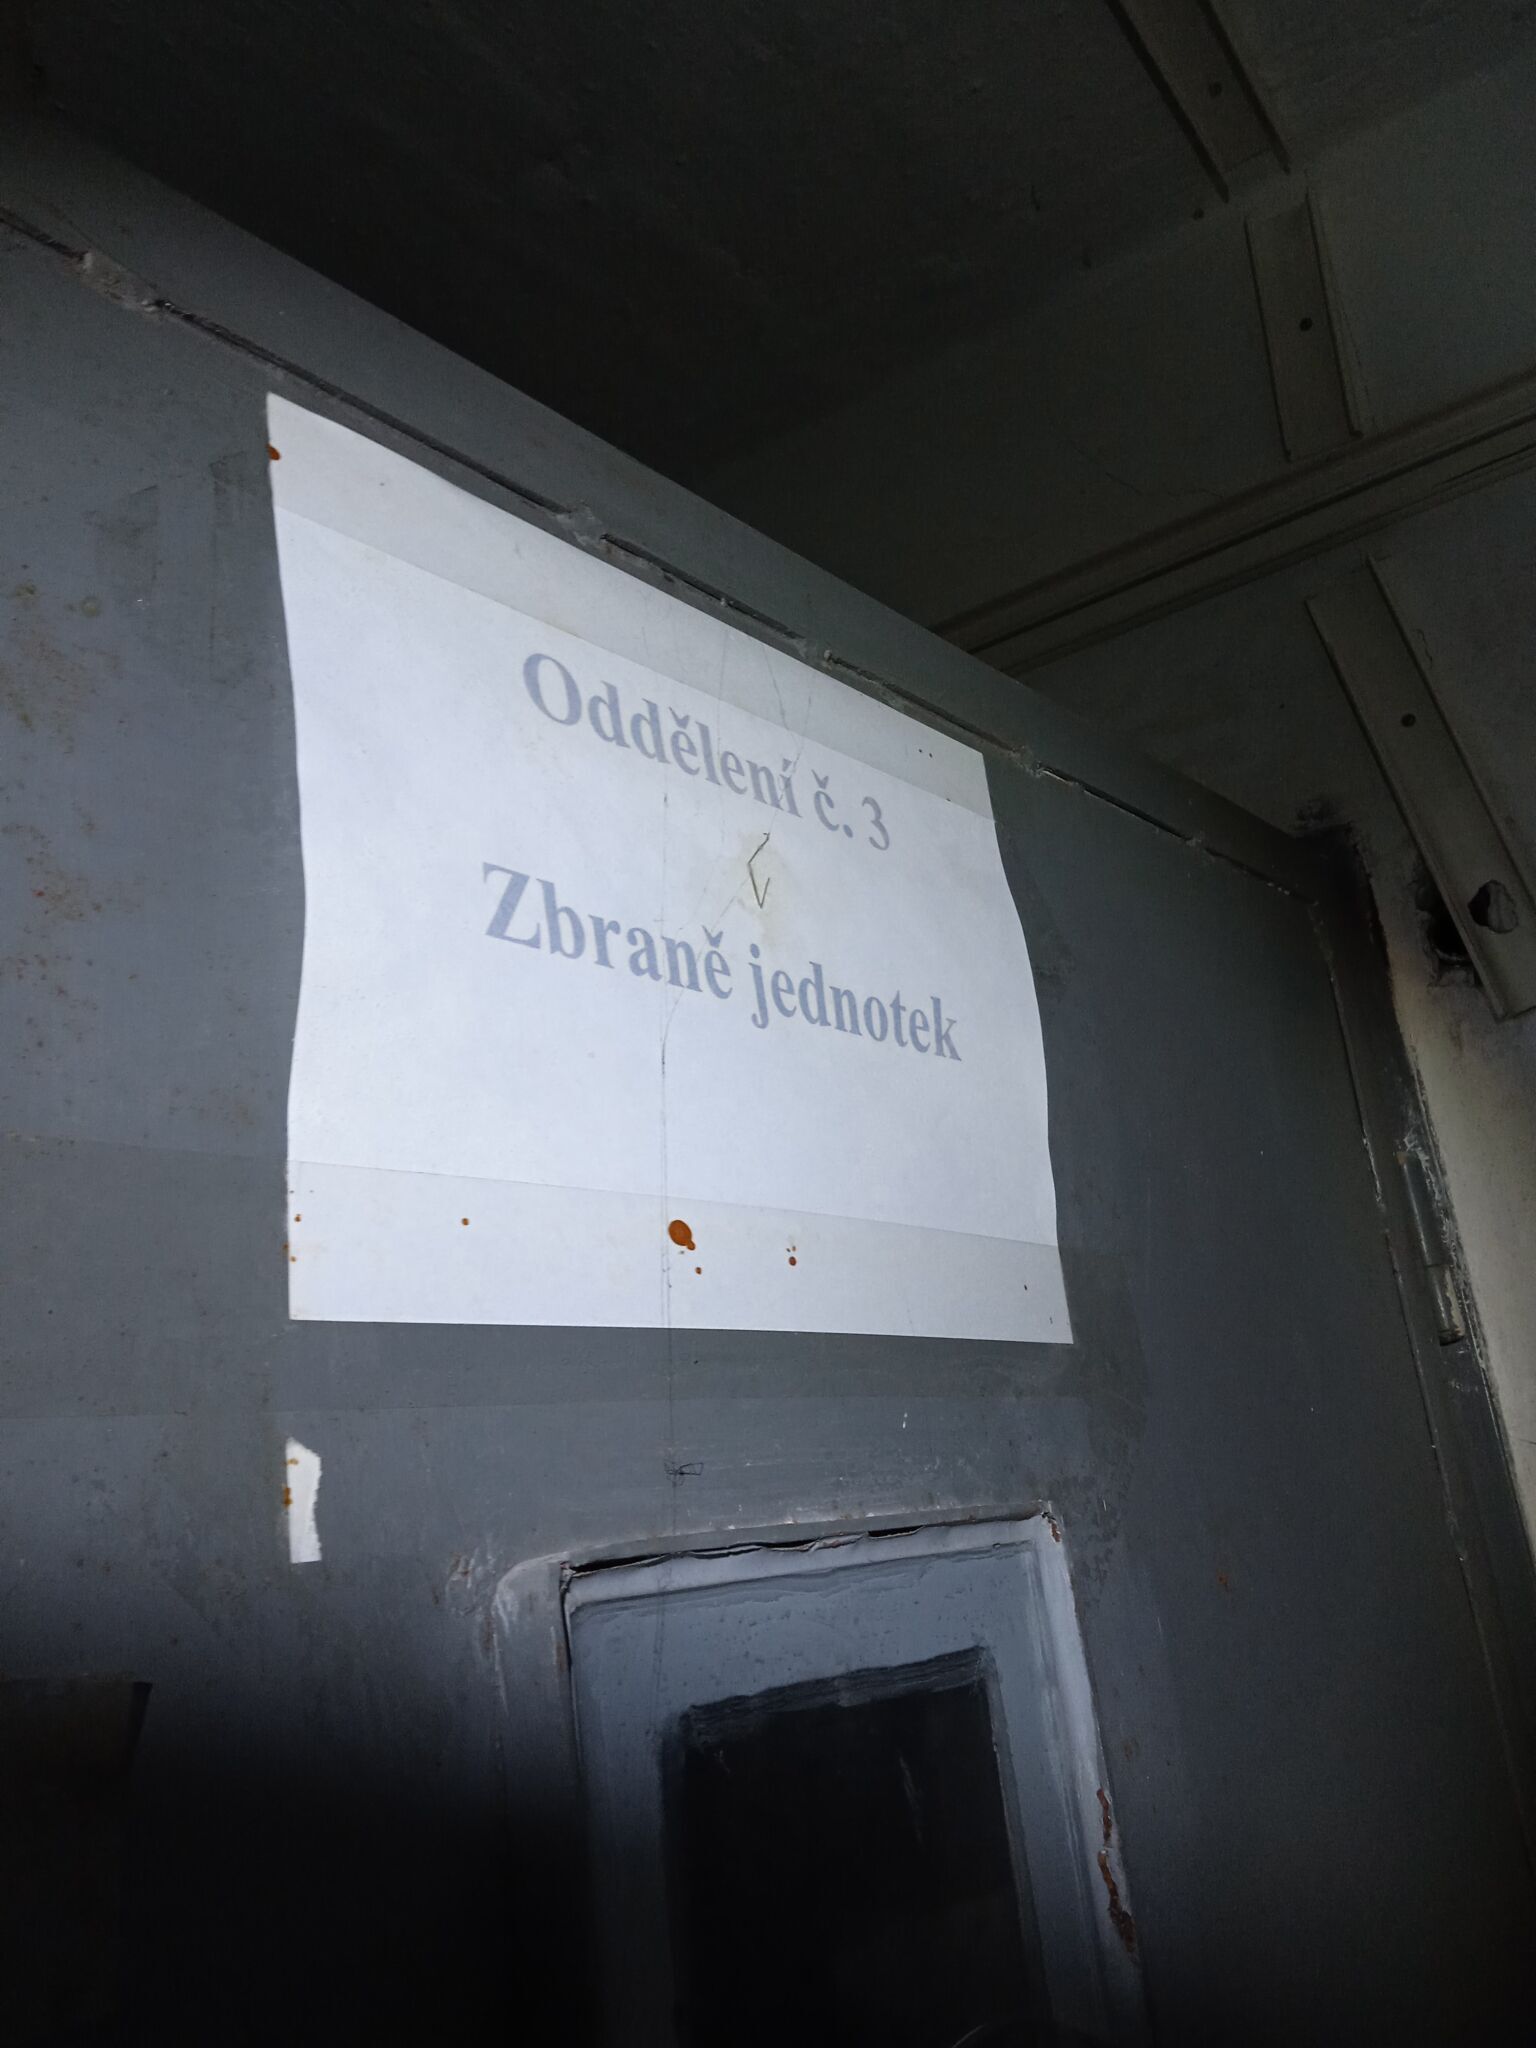 Oddělení č. 3
Zbraně jednotek